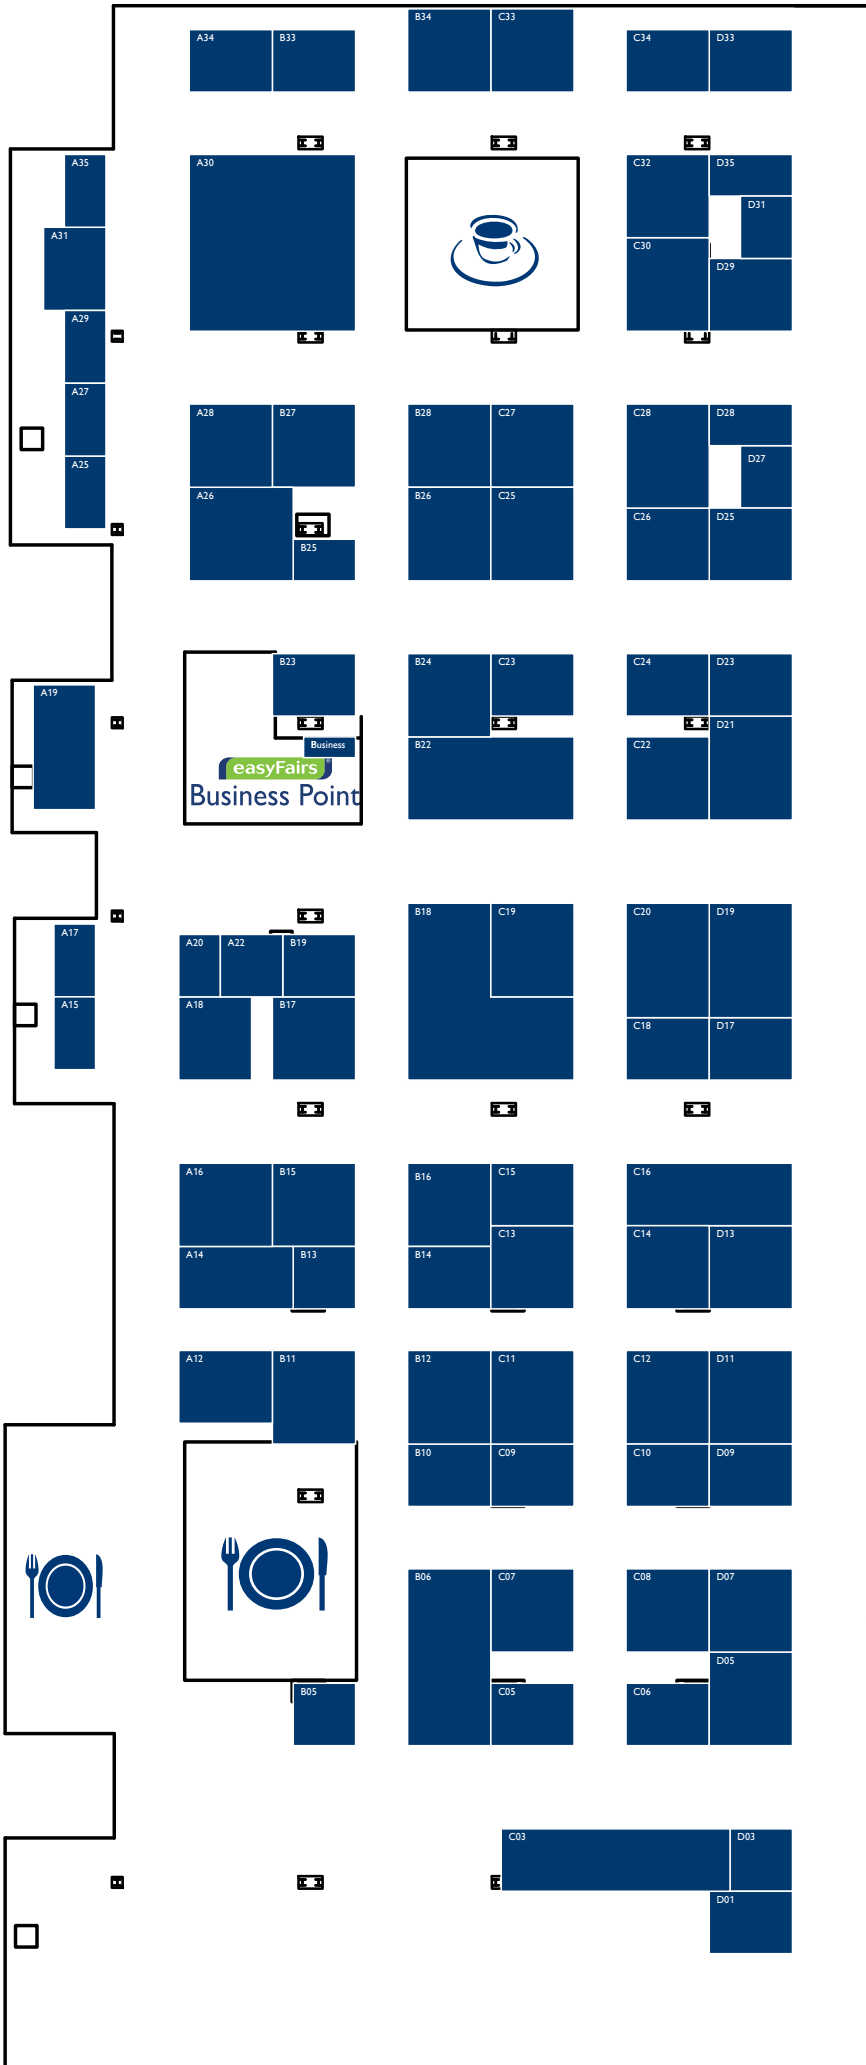 B34 C33
A34 B33 C34 D33
A35 A30 C32 D35
D31
A31
C30
D29
A29
A27
A28 B27 B28 C27 C28 D28
D27
A25
A26 B26 C25
C26 D25
B25
B23 B24 C23 C24 D23
A19
D21
Business
B22 C22
easyFairs®
Business Point
B18 C19 C20 D19
A17
A20 A22 B19
A15 A18 B17
C18 D17
A16 B15 B16 C15 C16
C13 C14 D13
A14 B13 B14
A12 B11 B12 C11 C12 D11
B10 C09 C10 D09
B06 C07 C08 D07
D05
B05 C05 C06
C03 D03
D01